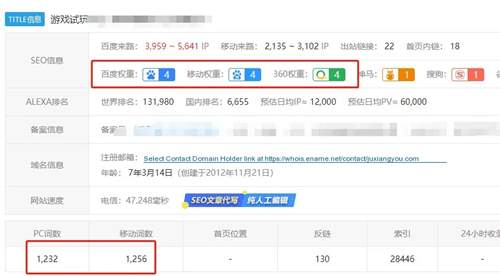 TITLE信息 游戏试玩
SEO信息 百度来路: 3,959 ~ 5,641 IP 移动来路: 2,135 ~ 3,102 IP 出站链接: 22 首页内链: 18
百度权重: 4 移动权重: 4 360权重: 4 神马: 1 搜狗: 1
ALEXA排名 世界排名: 131,980 国内排名: 6,655 预估日均IP≈ 12,000 预估日均PV≈ 60,000
备案信息
域名信息 注册邮箱: Select Contact Domain Holder link at https://whois.ename.net/contact/juxiangyou.com
年龄: 7年3月14日 (创建于2012年11月21日)
网站速度 电信: 47,248毫秒 SEO文章代写 纯人工编辑
PC词数 移动词数 首页位置 反链 索引 24小时收
1,232 1,256 - 130 28446 -